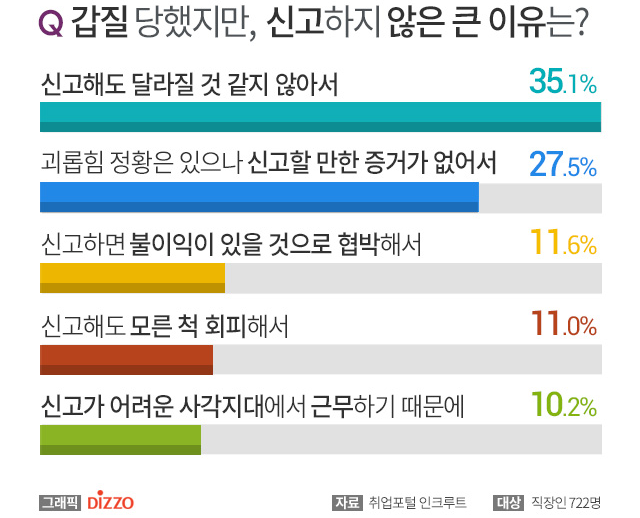 Q 갑질 당했지만, 신고하지 않은 큰 이유는?
신고해도 달라질 것 같지 않아서 35.1%
괴롭힘 정황은 있으나 신고할 만한 증거가 없어서 27.5%
신고하면 불이익이 있을 것으로 협박해서 11.6%
신고해도 모른 척 회피해서 11.0%
신고가 어려운 사각지대에서 근무하기 때문에 10.2%
그래픽 DIZZO 자료 취업포털 인크루트 대상 직장인 722명